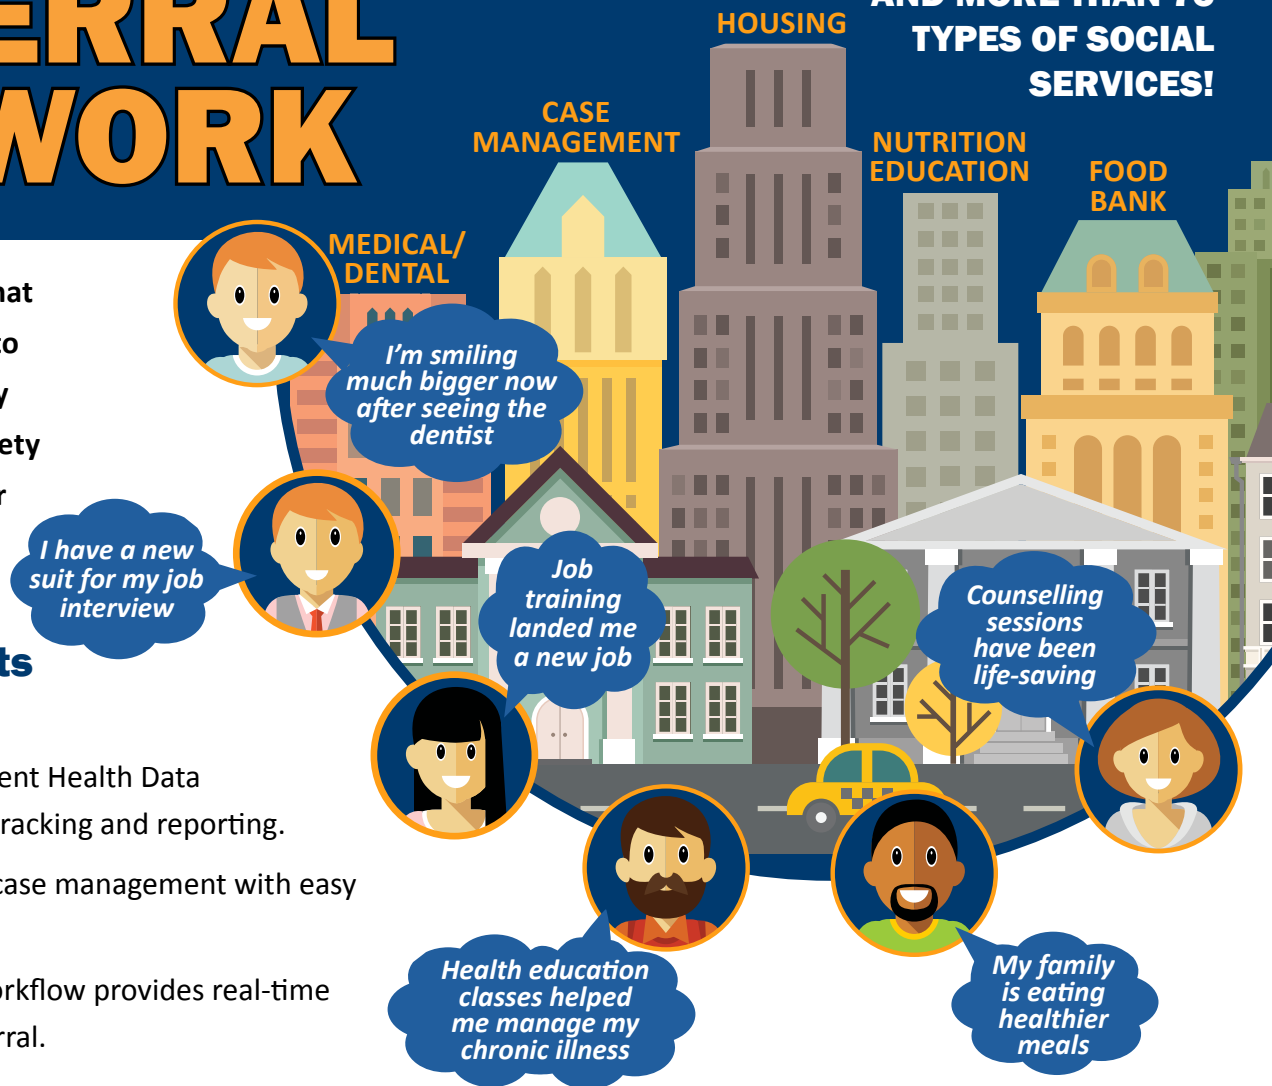 ERRAL
WORK
AND MORE THAN 
TYPES OF SOCIAL
SERVICES!
HOUSING
CASE
MANAGEMENT
NUTRITION
EDUCATION
FOOD
BANK
MEDICAL/
DENTAL
hat
to
y
ety
r
I'm smiling
much bigger now
after seeing the
dentist
I have a new
suit for my job
interview
Job
training
landed me
a new job
Counselling
sessions
have been
life-saving
ts
ent Health Data
racking and reporting.
case management with easy
orkflow provides real-time
rral.
Health education
classes helped
me manage my
chronic illness
My family
is eating
healthier
meals